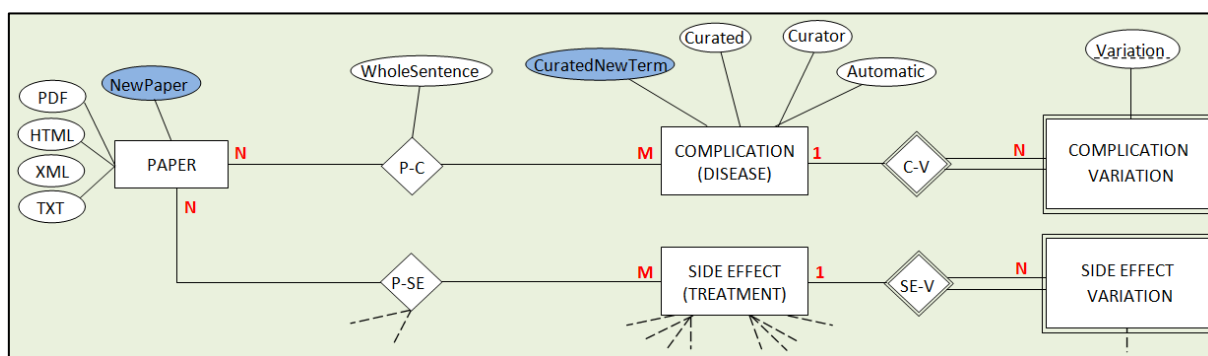 Curated
Curator
Variation
WholeSentence
CuratedNewTerm
Automatic
NewPaper
PDF
HTML
XML
TXT
PAPER
N
P-C
M
COMPLICATION
(DISEASE)
1
C-V
N
COMPLICATION
VARIATION
N
P-SE
M
SIDE EFFECT
(TREATMENT)
1
SE-V
N
SIDE EFFECT
VARIATION